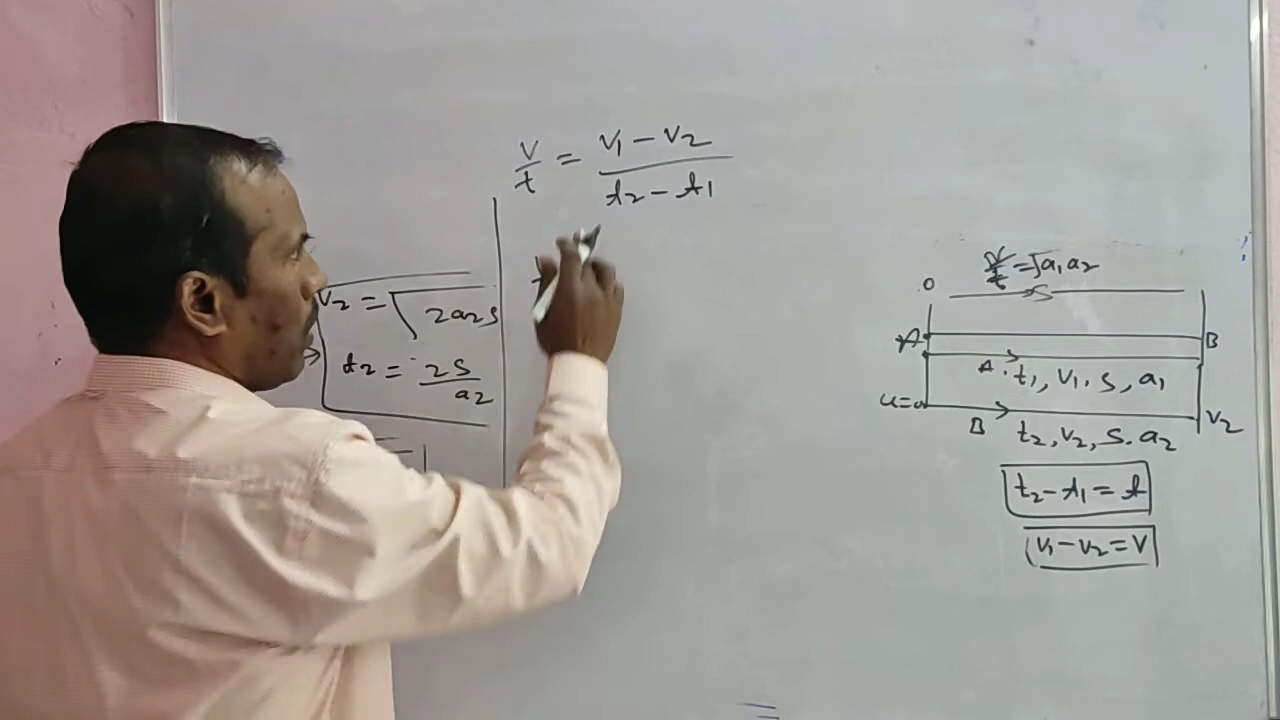 v/t = (v₁ - v₂)/(t₂ - t₁)
v₂ = √2a₂s
t₂ = 2s/a₂
v/t = √a₁a₂
O
S
A B
A. t₁, v₁, s, a₁
u=0
B v₂
t₂, v₂, s. a₂
t₂ - t₁ = t
v₁ - v₂ = v